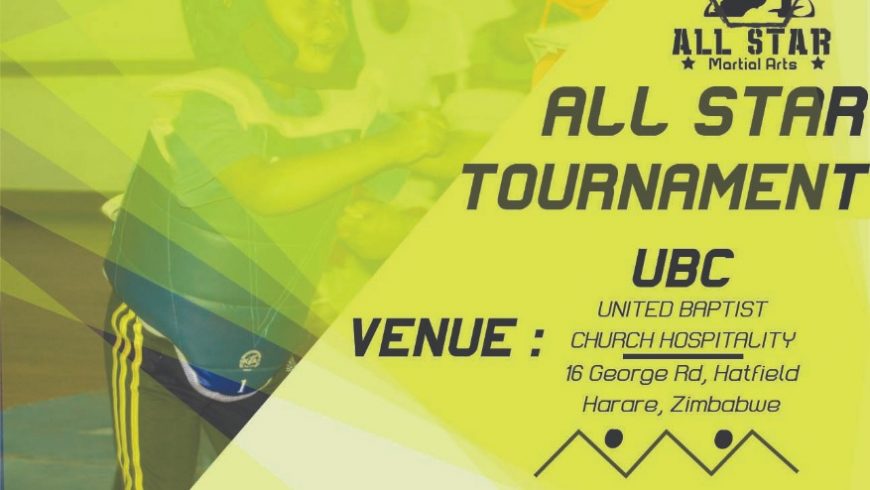 ALL STAR
Martial Arts
ALL STAR
TOURNAMENT
UBC
VENUE :
UNITED BAPTIST
CHURCH HOSPITALITY
16 George Rd, Hatfield
Harare, Zimbabwe